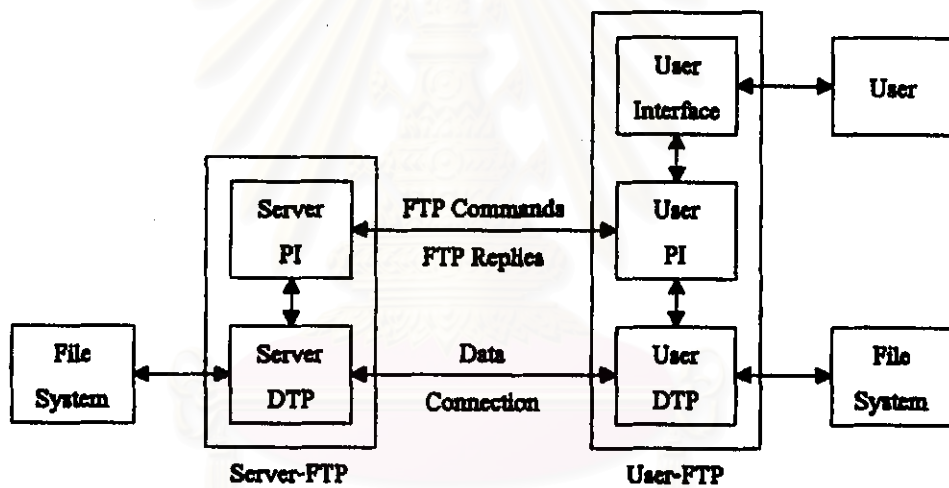 User
Interface
User
Server
PI
FTP Commands
FTP Replies
User
PI
File
System
Server
DTP
Data
Connection
User
DTP
File
System
Server-FTP
User-FTP